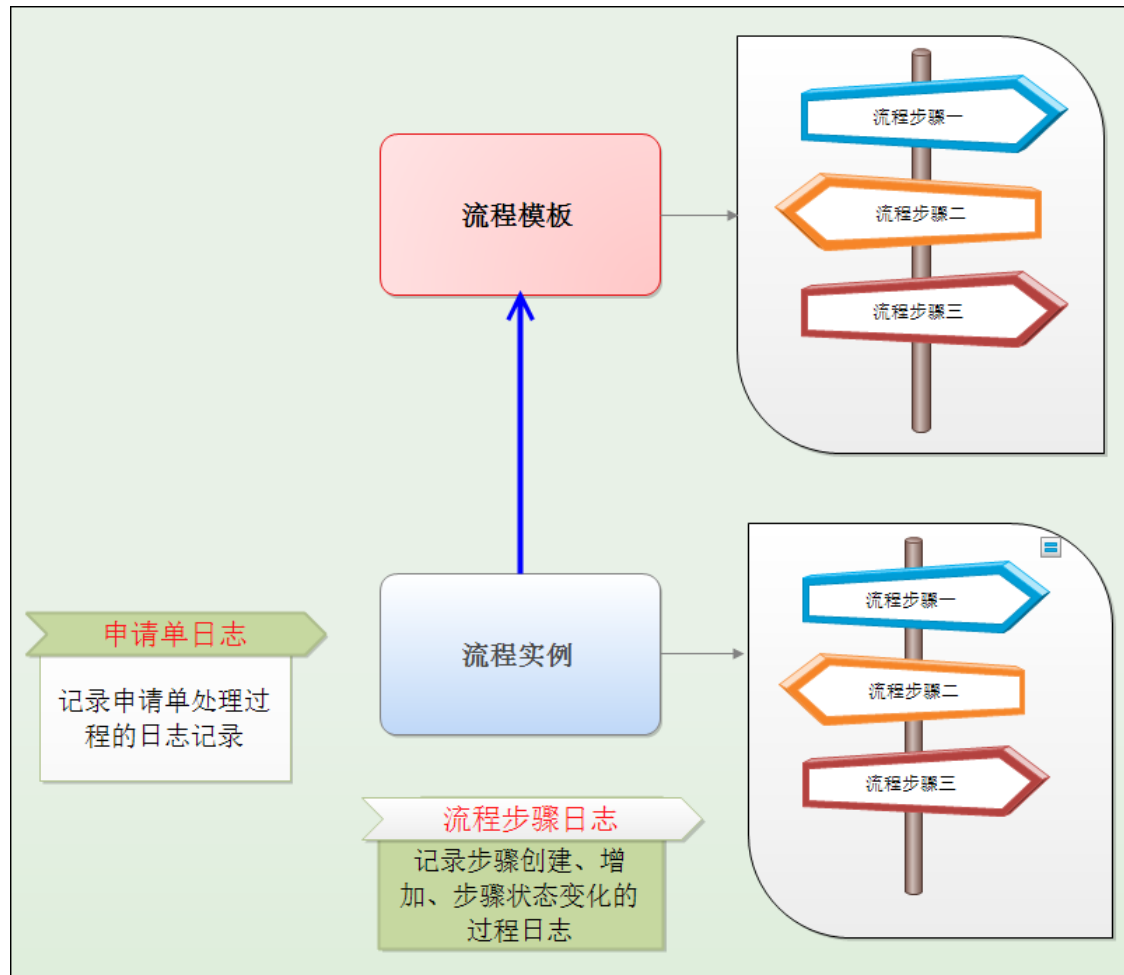 流程步骤一
流程步骤二
流程步骤三
流程模板
流程步骤一
流程步骤二
流程步骤三
流程实例
申请单日志
记录申请单处理过
程的日志记录
流程步骤日志
记录步骤创建、增
加、步骤状态变化的
过程日志